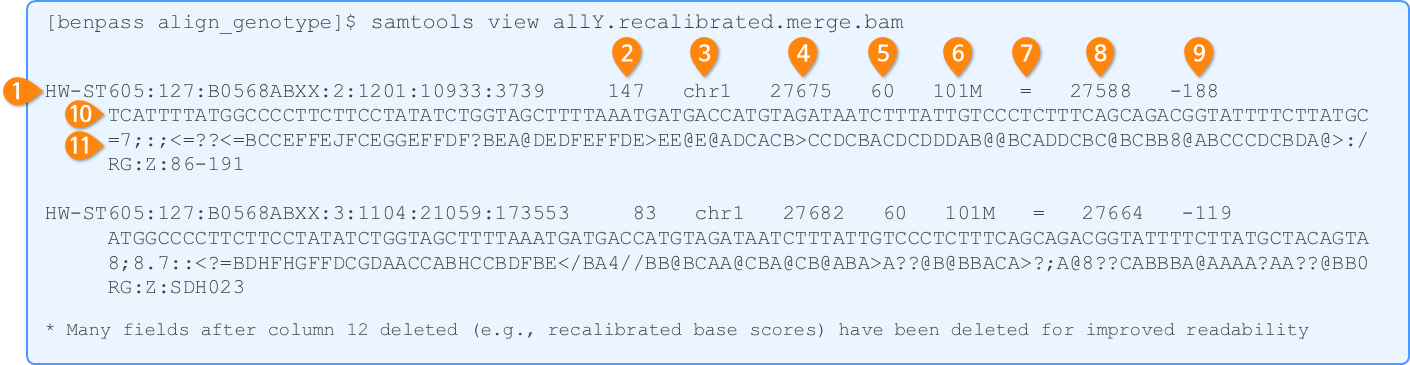 [benpass align_genotype]$ samtools view allY.recalibrated.merge.bam
2 3 4 5 6 7 8 9
1 HW-ST605:127:B0568ABXX:2:1201:10933:3739 147 chr1 27675 60 101M = 27588 -188
10 TCATTTTATGGCCCCTTCTTCCTATATCTGGTAGCTTTTAAATGATGACCATGTAGATAATCTTTATTGTCCCTCTTTCAGCAGACGGTATTTTCTTATGC
11 =7;:;<=??<=BCCEFFEJFCEGGEFFDF?BEA@DEDFEFFDE>EE@E@ADCACB>CCDCBACDCDDDAB@@BCADDCBC@BCBB8@ABCCCDCBDA@>:/
RG:Z:86-191
HW-ST605:127:B0568ABXX:3:1104:21059:173553 83 chr1 27682 60 101M = 27664 -119
ATGGCCCCTTCTTCCTATATCTGGTAGCTTTTAAATGATGACCATGTAGATAATCTTTATTGTCCCTCTTTCAGCAGACGGTATTTTCTTATGCTACAGTA
8;8.7::<?=BDHFHGFFDCGDAACCABHCCBDFBE</BA4//BB@BCAA@CBA@CB@ABA>A??@B@BBACA>?;A@8??CABBBA@AAAA?AA??@BB0
RG:Z:SDH023
* Many fields after column 12 deleted (e.g., recalibrated base scores) have been deleted for improved readability